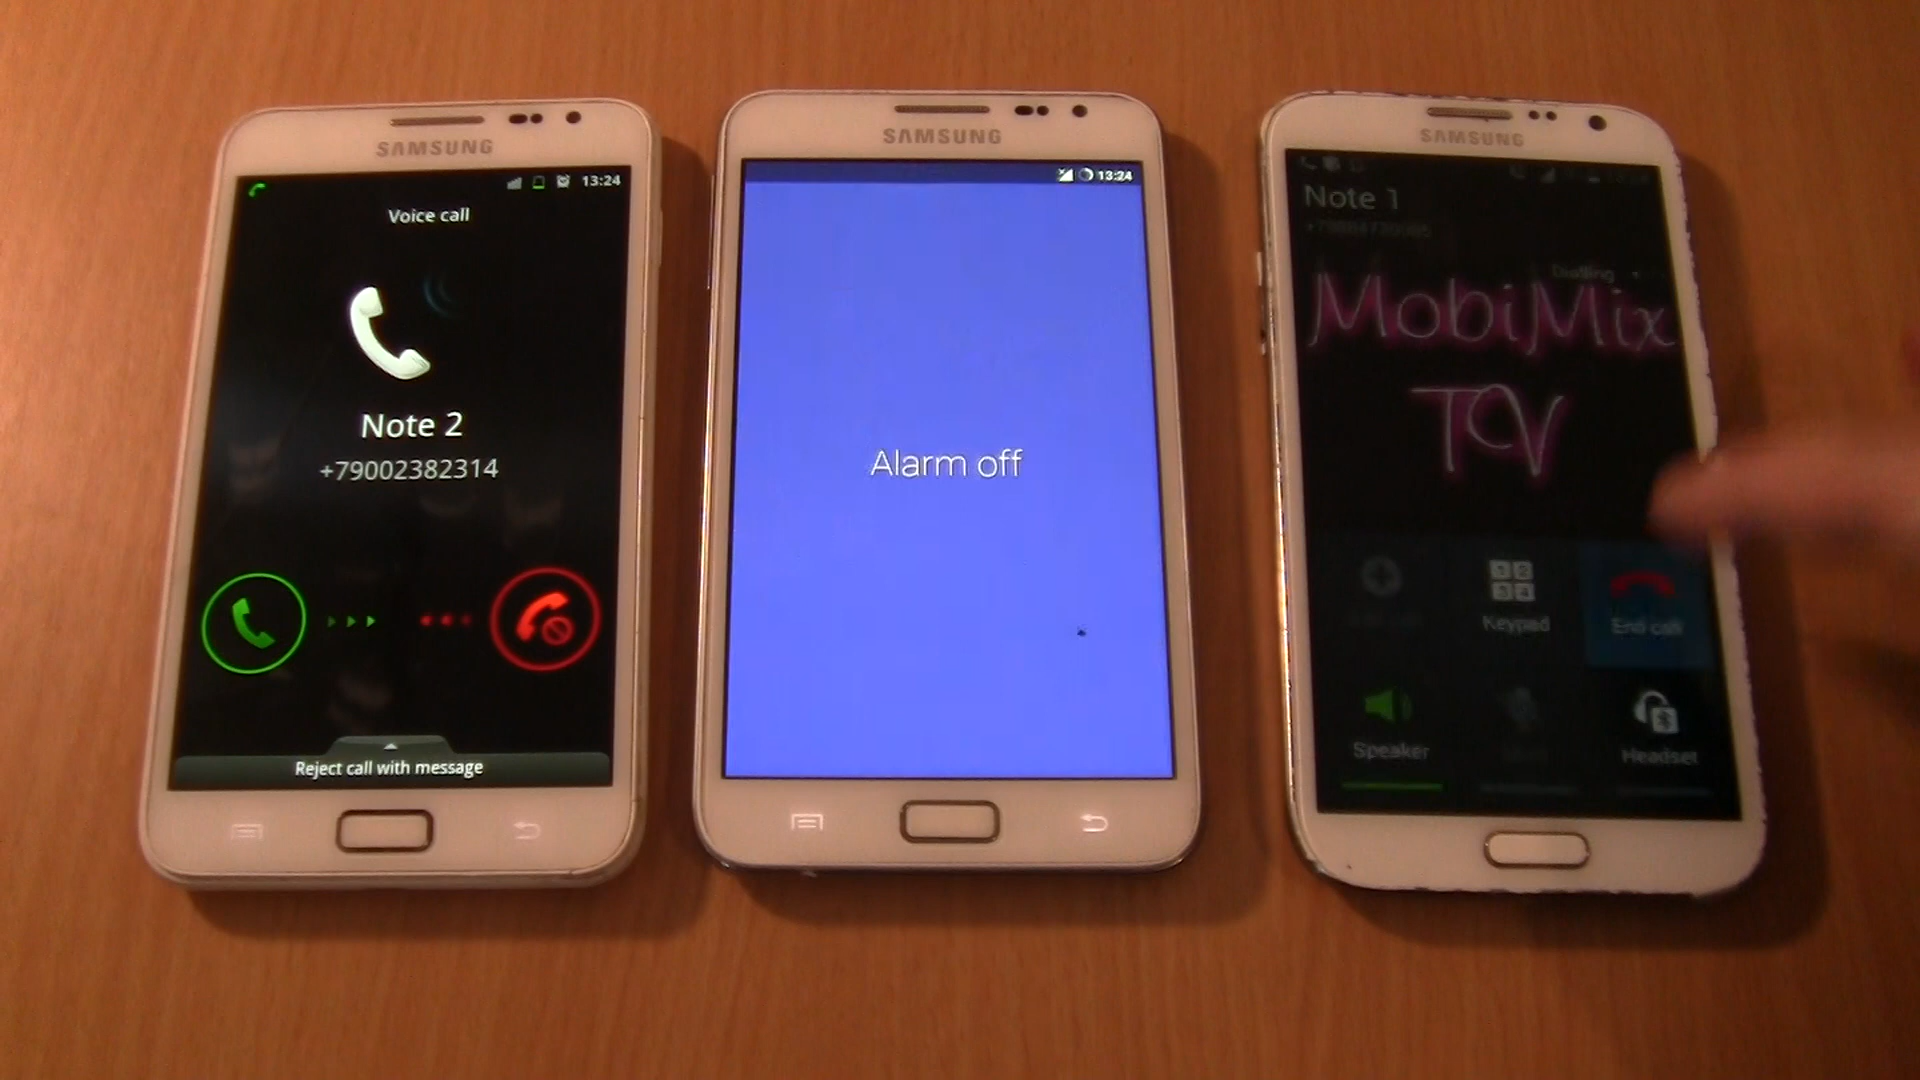 SAMSUNG
13:24
Voice call
Note 2
+79002382314
Reject call with message
SAMSUNG
13:24
Alarm off
SAMSUNG
Note 1
Dialling
MobiMix
TV
Keypad
End call
Speaker
Headset